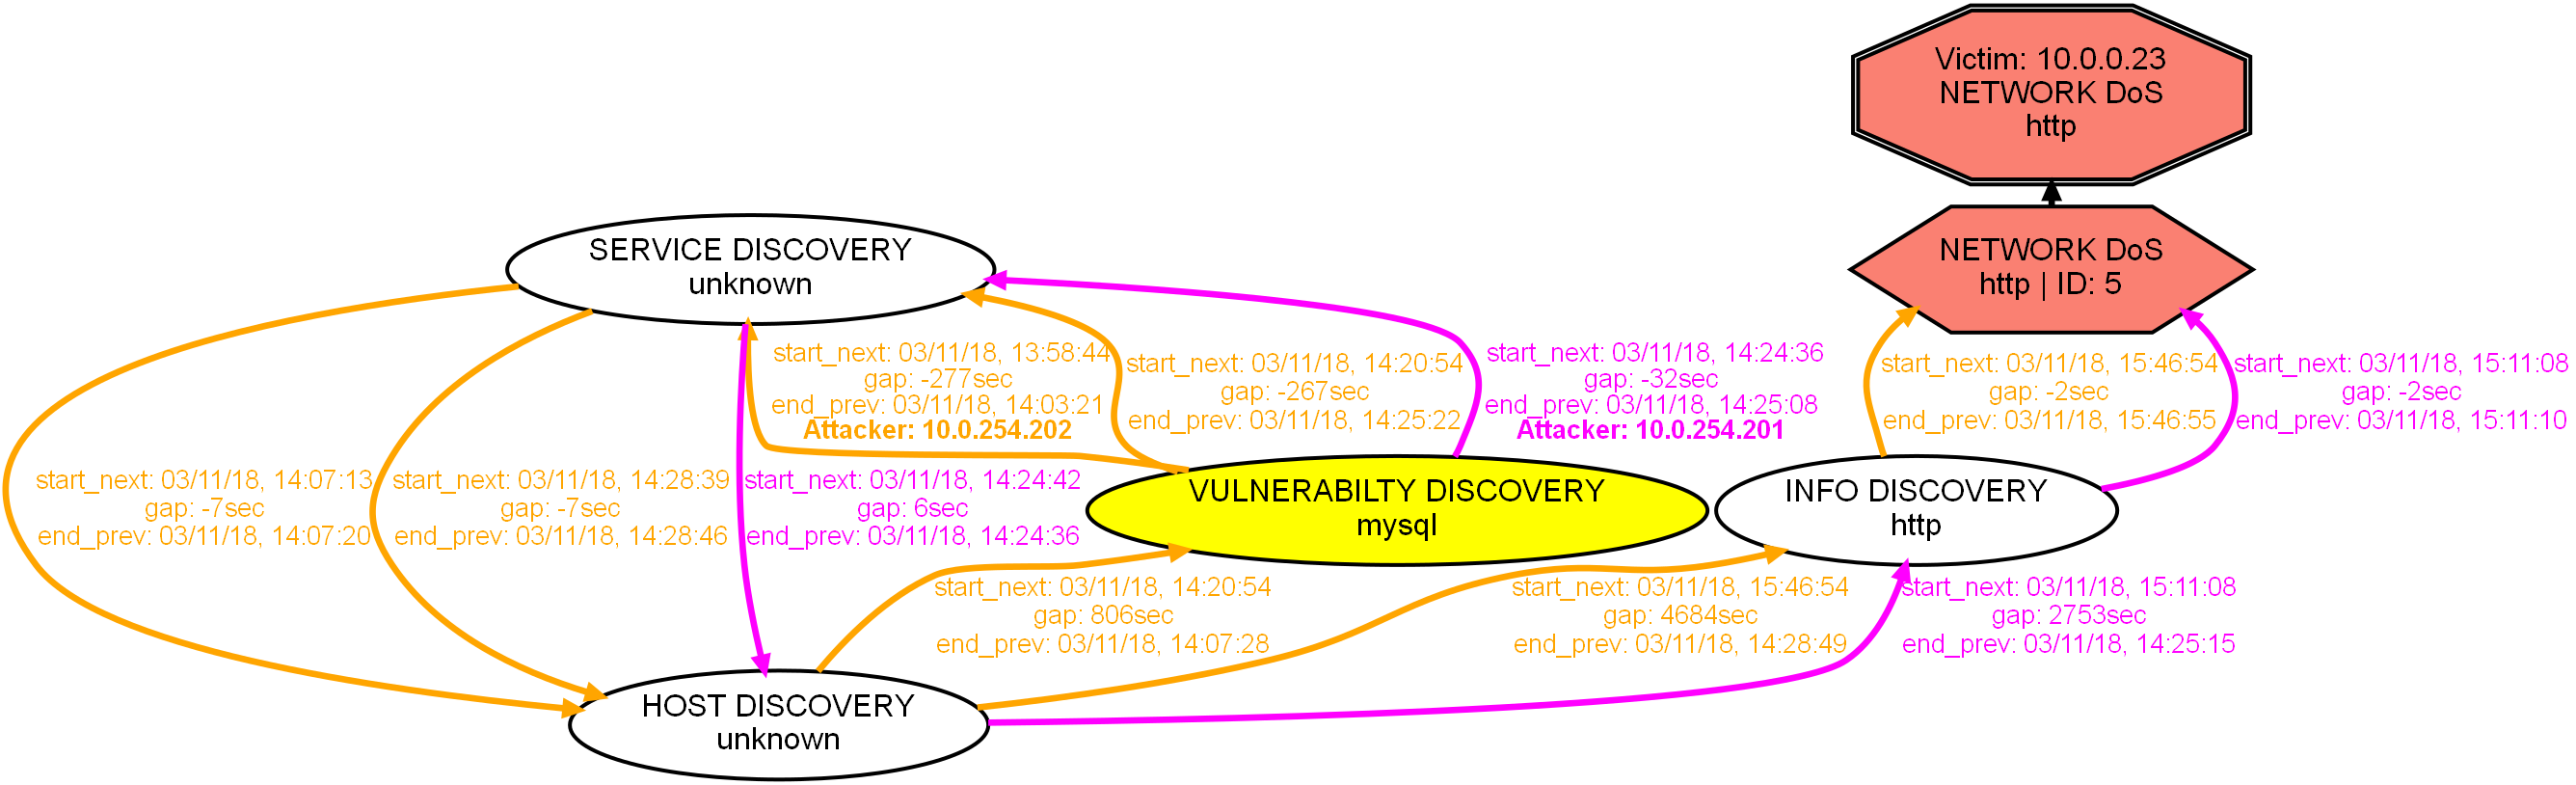 Victim: 10.0.0.23
NETWORK DoS
http
NETWORK DoS
http | ID: 5
SERVICE DISCOVERY
unknown
start_next: 03/11/18, 13:58:44
gap: -277sec
end_prev: 03/11/18, 14:03:21
Attacker: 10.0.254.202
start_next: 03/11/18, 14:20:54
gap: -267sec
end_prev: 03/11/18, 14:25:22
start_next: 03/11/18, 14:24:36
gap: -32sec
end_prev: 03/11/18, 14:25:08
Attacker: 10.0.254.201
start_next: 03/11/18, 15:46:54
gap: -2sec
end_prev: 03/11/18, 15:46:55
start_next: 03/11/18, 15:11:08
gap: -2sec
end_prev: 03/11/18, 15:11:10
start_next: 03/11/18, 14:07:13
gap: -7sec
end_prev: 03/11/18, 14:07:20
start_next: 03/11/18, 14:28:39
gap: -7sec
end_prev: 03/11/18, 14:28:46
start_next: 03/11/18, 14:24:42
gap: 6sec
end_prev: 03/11/18, 14:24:36
VULNERABILTY DISCOVERY
mysql
INFO DISCOVERY
http
start_next: 03/11/18, 14:20:54
gap: 806sec
end_prev: 03/11/18, 14:07:28
start_next: 03/11/18, 15:46:54
gap: 4684sec
end_prev: 03/11/18, 14:28:49
start_next: 03/11/18, 15:11:08
gap: 2753sec
end_prev: 03/11/18, 14:25:15
HOST DISCOVERY
unknown